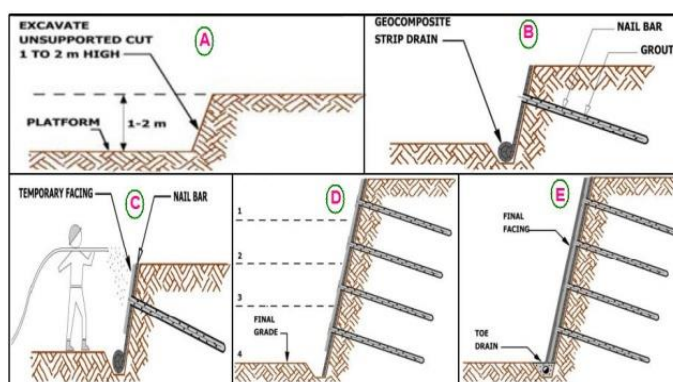 EXCAVATE
UNSUPPORTED CUT
1 TO 2 m HIGH
A
PLATFORM
1-2 m
GEOCOMPOSITE
STRIP DRAIN
B
NAIL BAR
GROUT
C
TEMPORARY FACING
NAIL BAR
D
1
2
3
FINAL
GRADE
4
E
FINAL
FACING
TOE
DRAIN